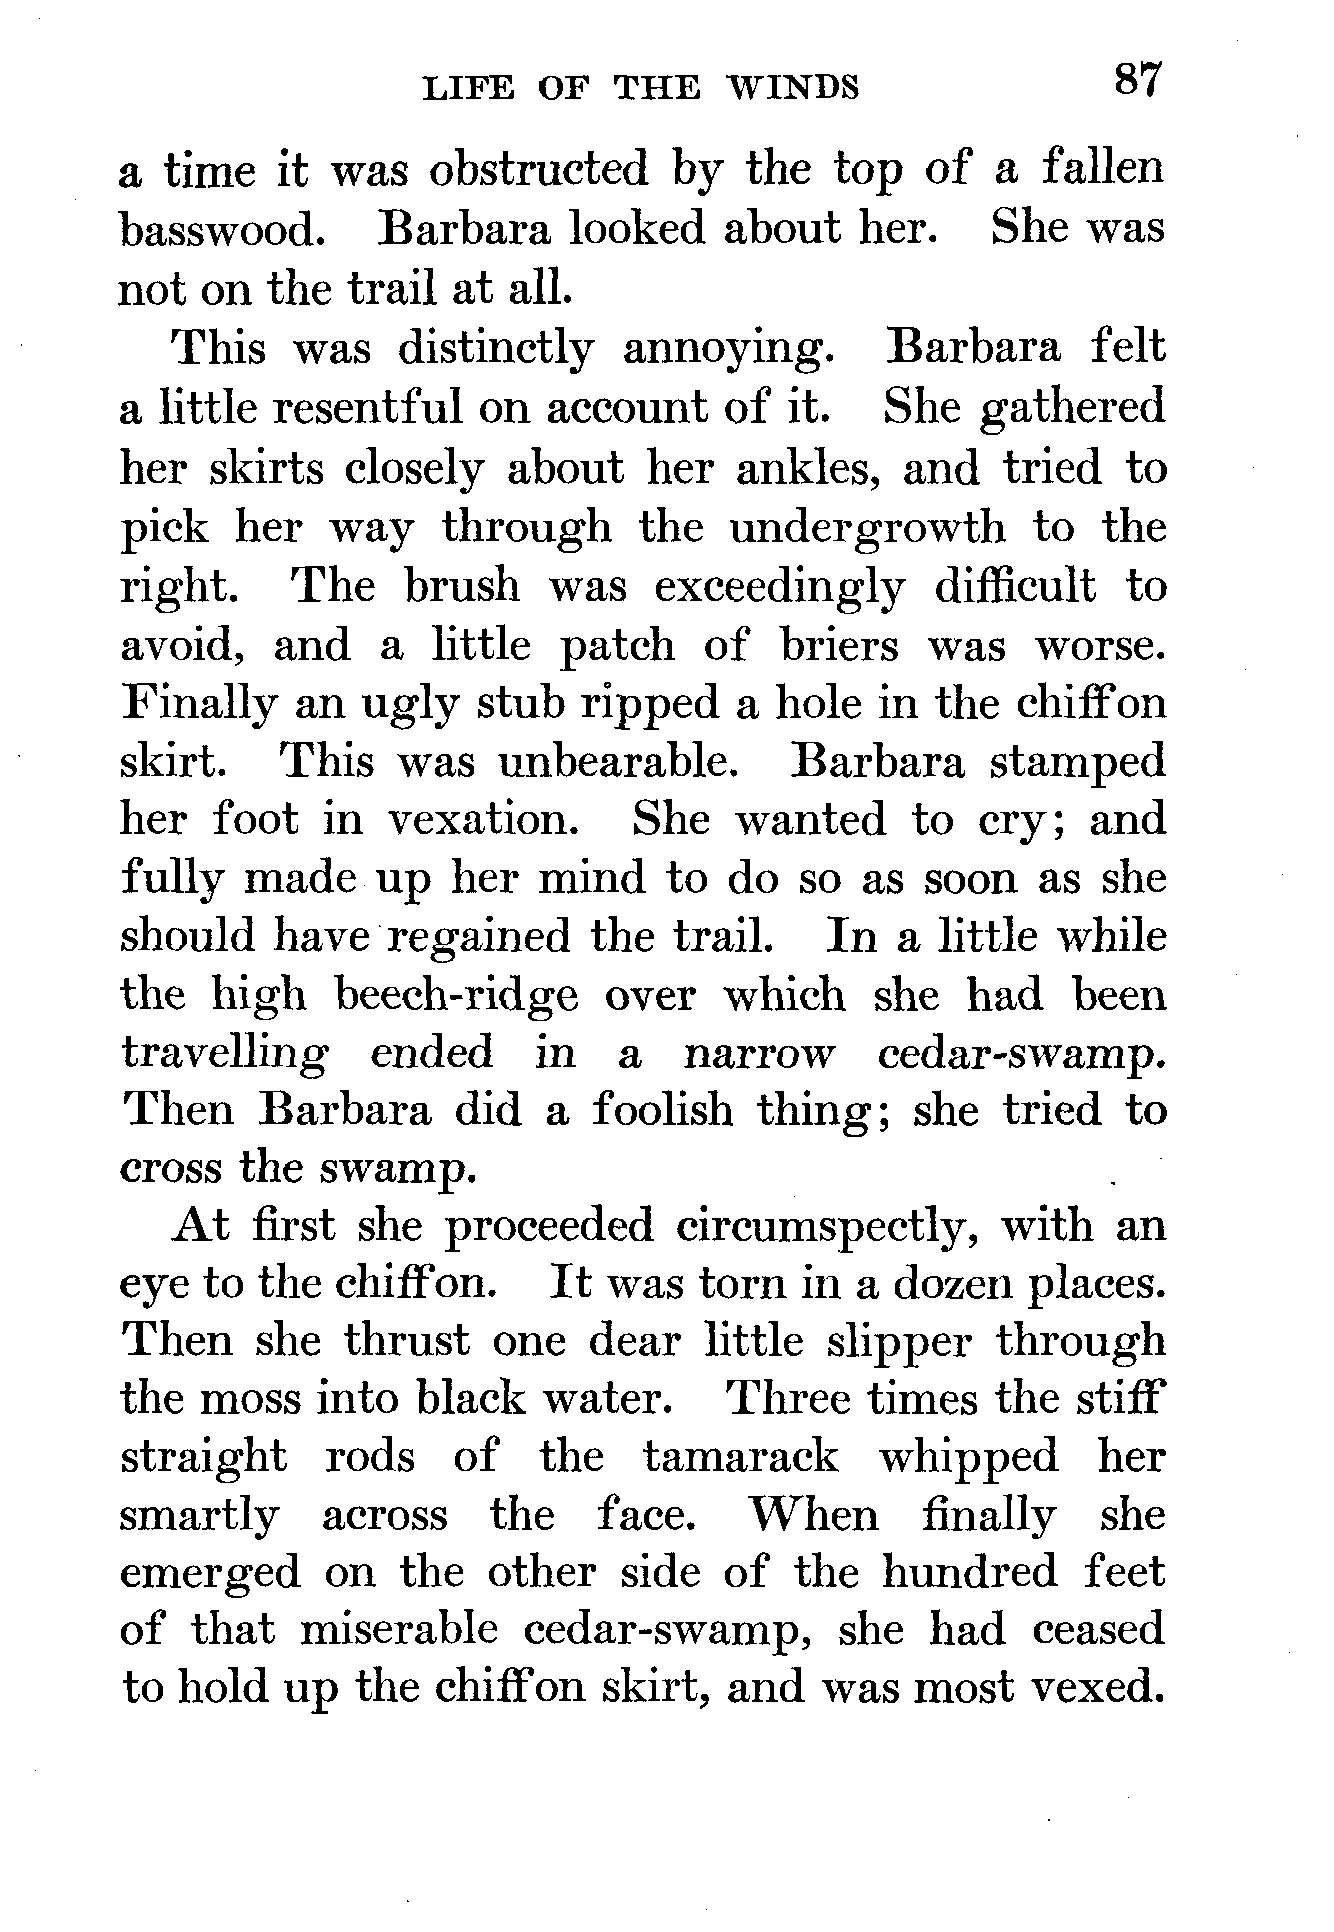 LIFE OF THE WINDS 87
a time it was obstructed by the top of a fallen
basswood. Barbara looked about her. She was
not on the trail at all.
This was distinctly annoying. Barbara felt
a little resentful on account of it. She gathered
her skirts closely about her ankles, and tried to
pick her way through the undergrowth to the
right. The brush was exceedingly difficult to
avoid, and a little patch of briers was worse.
Finally an ugly stub ripped a hole in the chiffon
skirt. This was unbearable. Barbara stamped
her foot in vexation. She wanted to cry; and
fully made up her mind to do so as soon as she
should have regained the trail. In a little while
the high beech-ridge over which she had been
travelling ended in a narrow cedar-swamp.
Then Barbara did a foolish thing; she tried to
cross the swamp.
At first she proceeded circumspectly, with an
eye to the chiffon. It was torn in a dozen places.
Then she thrust one dear little slipper through
the moss into black water. Three times the stiff
straight rods of the tamarack whipped her
smartly across the face. When finally she
emerged on the other side of the hundred feet
of that miserable cedar-swamp, she had ceased
to hold up the chiffon skirt, and was most vexed.